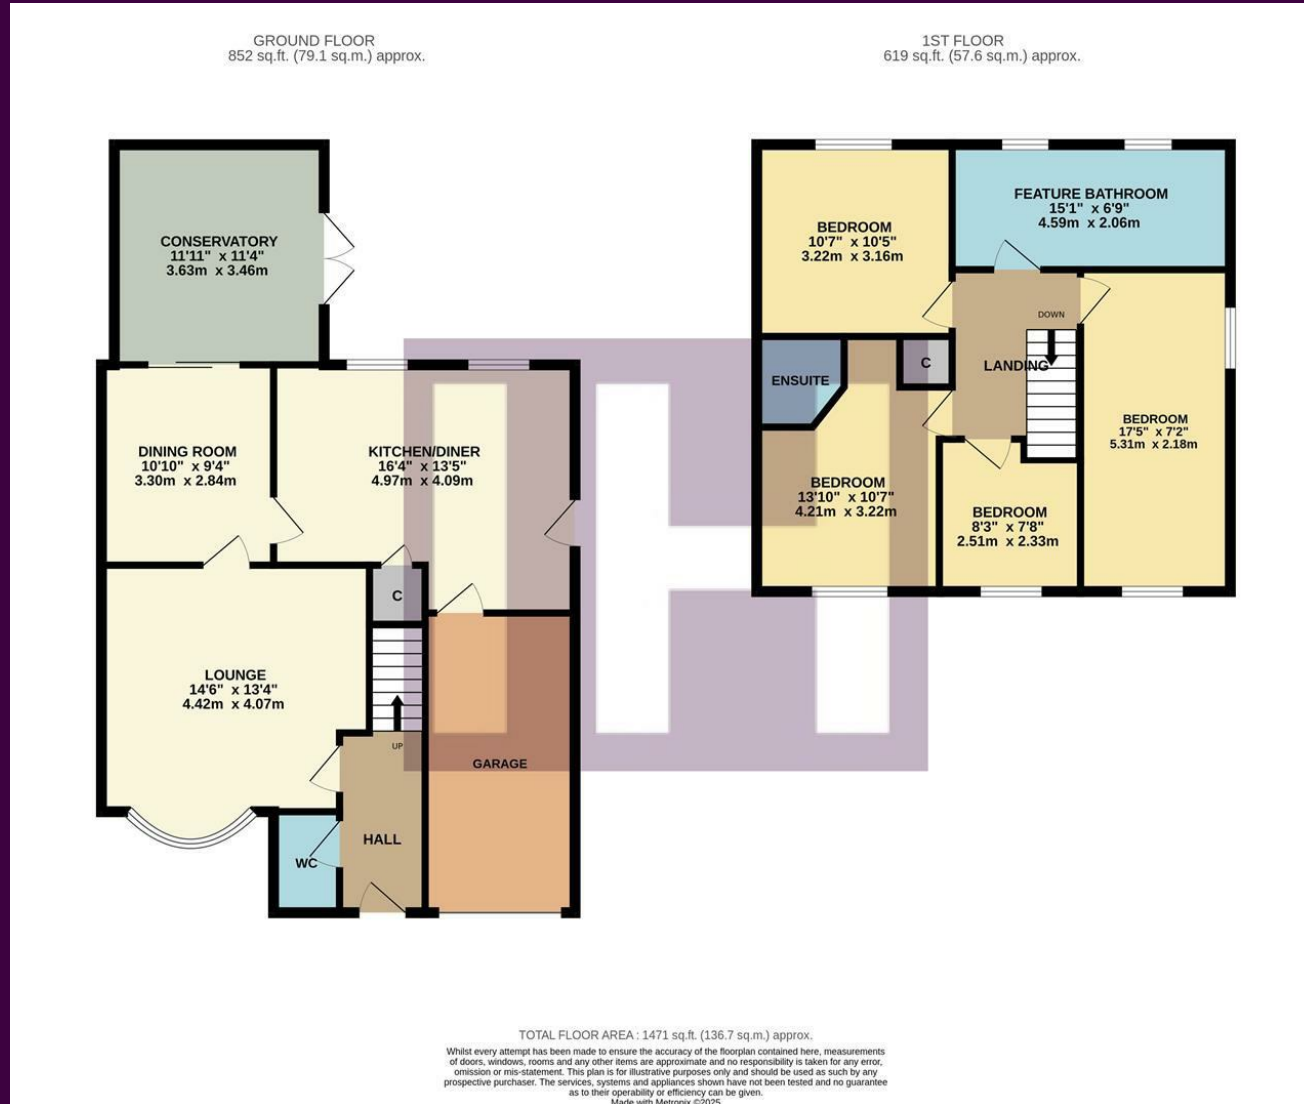 GROUND FLOOR
852 sq.ft. (79.1 sq.m.) approx.
1ST FLOOR
619 sq.ft. (57.6 sq.m.) approx.
CONSERVATORY
11'11" x 11'4"
3.63m x 3.46m
DINING ROOM
10'10" x 9'4"
3.30m x 2.84m
KITCHEN/DINER
16'4" x 13'5"
4.97m x 4.09m
C
LOUNGE
14'6" x 13'4"
4.42m x 4.07m
UP
GARAGE
HALL
WC
BEDROOM
10'7" x 10'5"
3.22m x 3.16m
FEATURE BATHROOM
15'1" x 6'9"
4.59m x 2.06m
DOWN
LANDING
C
ENSUITE
BEDROOM
17'5" x 7'2"
5.31m x 2.18m
BEDROOM
13'10" x 10'7"
4.21m x 3.22m
BEDROOM
8'3" x 7'8"
2.51m x 2.33m
TOTAL FLOOR AREA : 1471 sq.ft. (136.7 sq.m.) approx.
Whilst every attempt has been made to ensure the accuracy of the floorplan contained here, measurements
of doors, windows, rooms and any other items are approximate and no responsibility is taken for any error,
omission or mis-statement. This plan is for illustrative purposes only and should be used as such by any
prospective purchaser. The services, systems and appliances shown have not been tested and no guarantee
as to their operability or efficiency can be given.
Made with Metropix ©2025